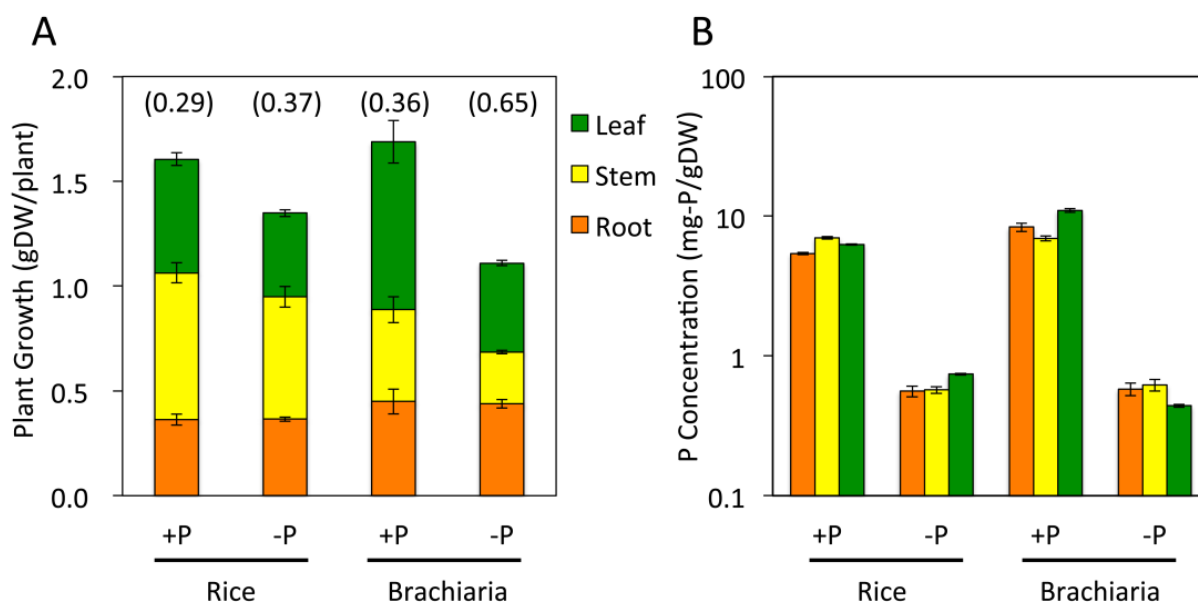 A
Plant Growth (gDW/plant)
2.0
1.5
1.0
0.5
0.0
(0.29) (0.37) (0.36) (0.65)
+P -P +P -P
Rice Brachiaria
Leaf
Stem
Root
B
P Concentration (mg-P/gDW)
100
10
1
0.1
+P -P +P -P
Rice Brachiaria